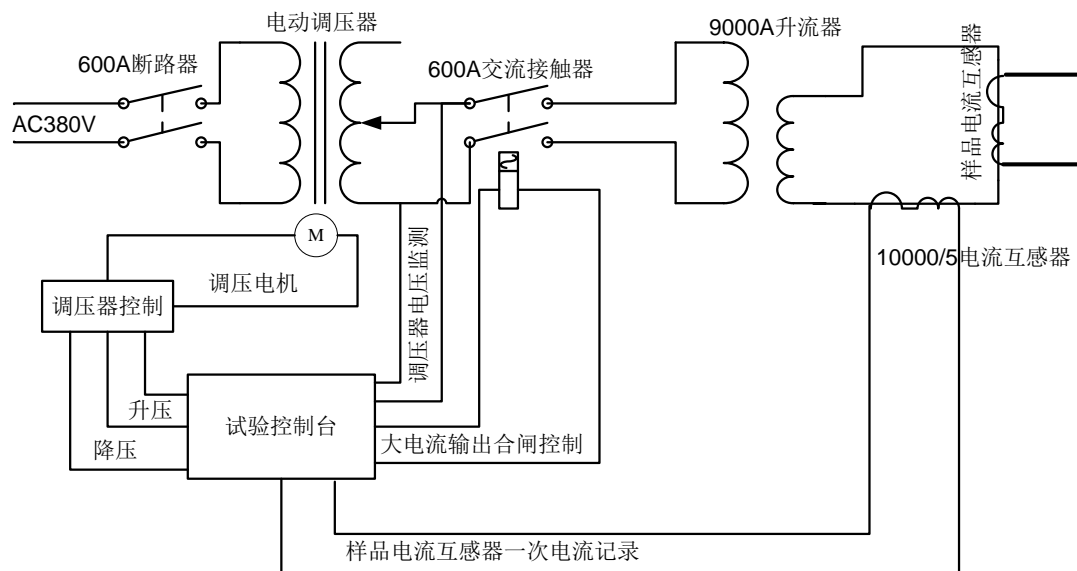 电动调压器
9000A升流器
600A断路器
600A交流接触器
样品电流互感器
AC380V
M
10000/5电流互感器
调压电机
调压器控制
调压器电压监测
升压
试验控制台
降压
大电流输出合闸控制
样品电流互感器一次电流记录